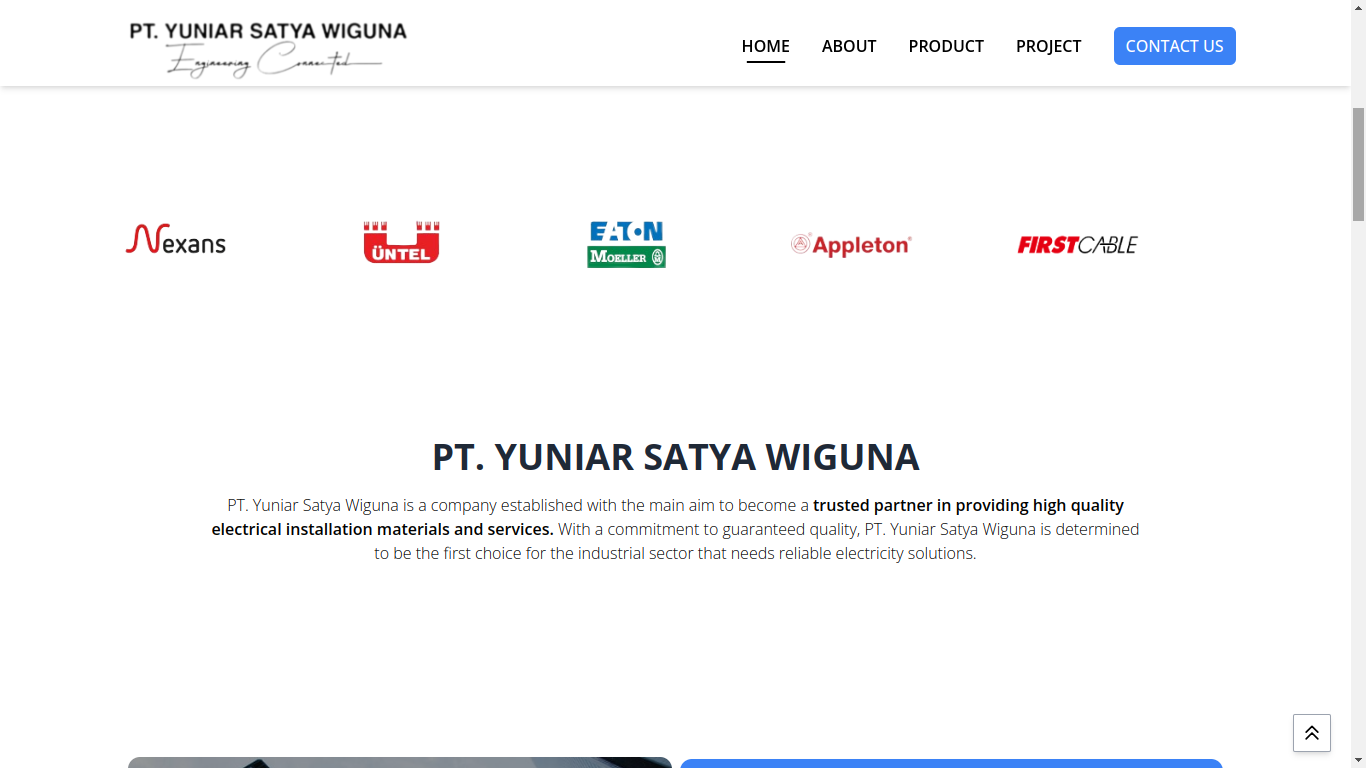 PT. YUNIAR SATYA WIGUNA
Engineering Connected
HOME
ABOUT
PRODUCT
PROJECT
CONTACT US
Nexans
ÜNTEL
EATON
MOELLER
Appleton
FIRSTCABLE
PT. YUNIAR SATYA WIGUNA
PT. Yuniar Satya Wiguna is a company established with the main aim to become a trusted partner in providing high quality
electrical installation materials and services. With a commitment to guaranteed quality, PT. Yuniar Satya Wiguna is determined
to be the first choice for the industrial sector that needs reliable electricity solutions.